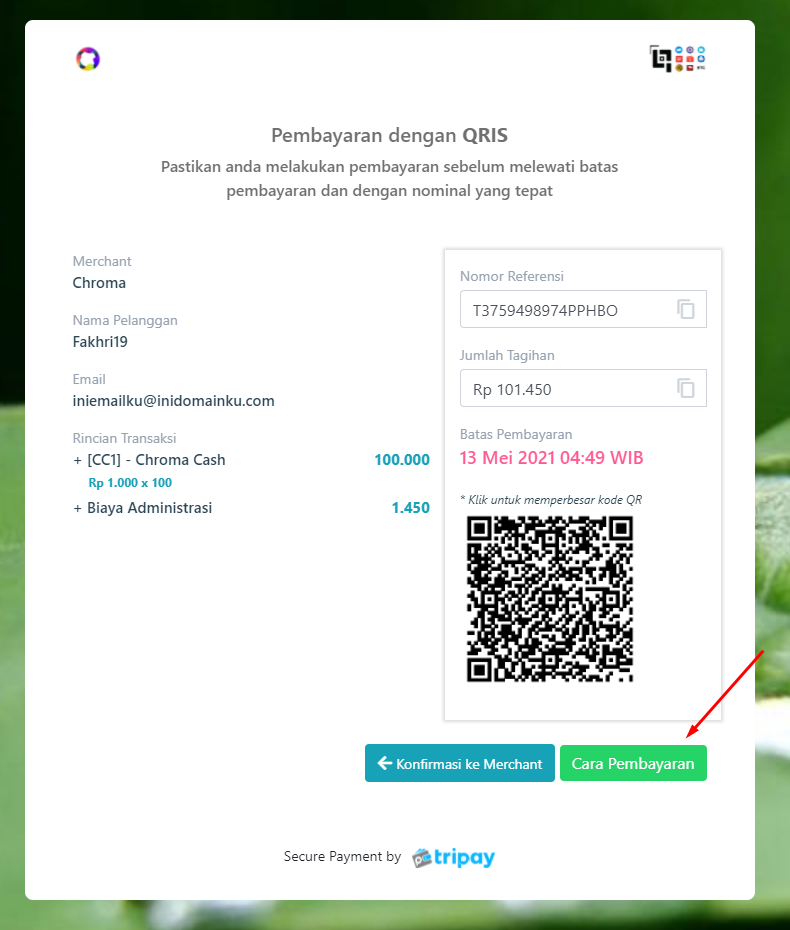 Pembayaran dengan QRIS
Pastikan anda melakukan pembayaran sebelum melewati batas
pembayaran dan dengan nominal yang tepat
Merchant
Chroma
Nama Pelanggan
Fakhri19
Email
iniemailku@inidomainku.com
Rincian Transaksi
+ [CC1] - Chroma Cash 100.000
Rp 1.000 x 100
+ Biaya Administrasi 1.450
Nomor Referensi
T3759498974PPHBO
Jumlah Tagihan
Rp 101.450
Batas Pembayaran
13 Mei 2021 04:49 WIB
* Klik untuk memperbesar kode QR
Konfirmasi ke Merchant
Cara Pembayaran
Secure Payment by tripay